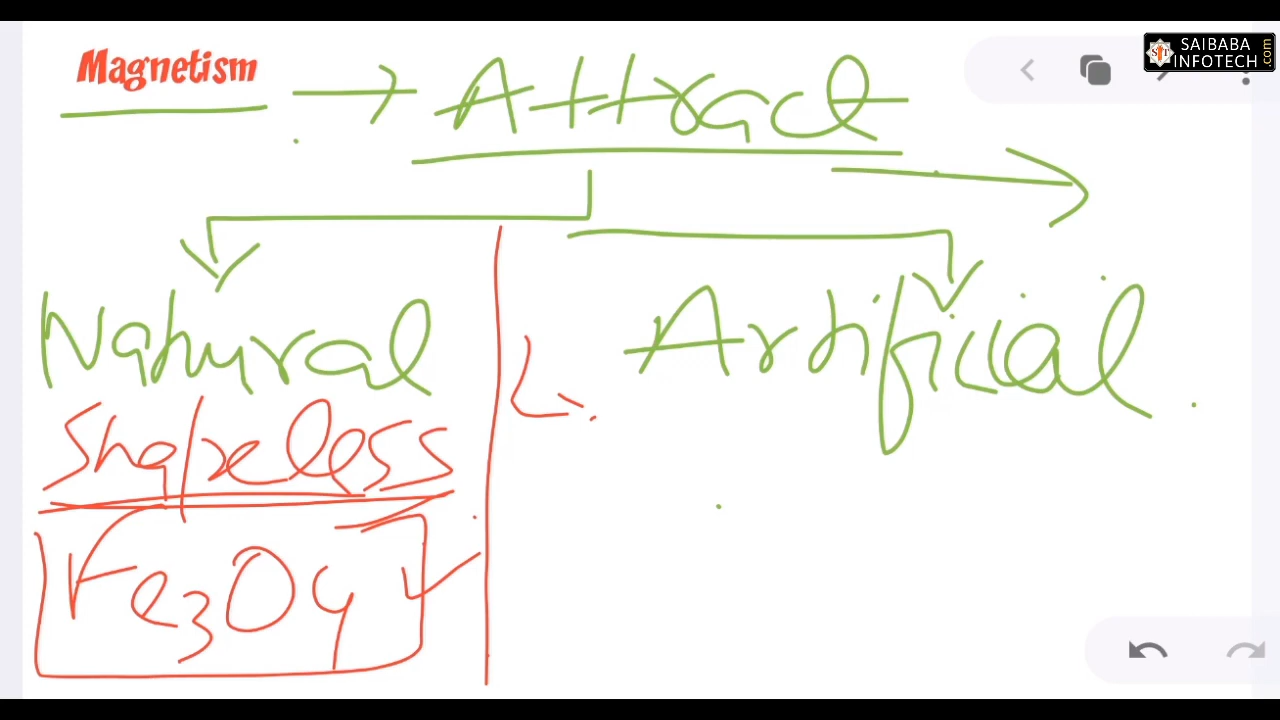 Magnetism → Attract
SAIBABA
INFOTECH.com
Natural
Artificial
Shapeless
Fe3O4